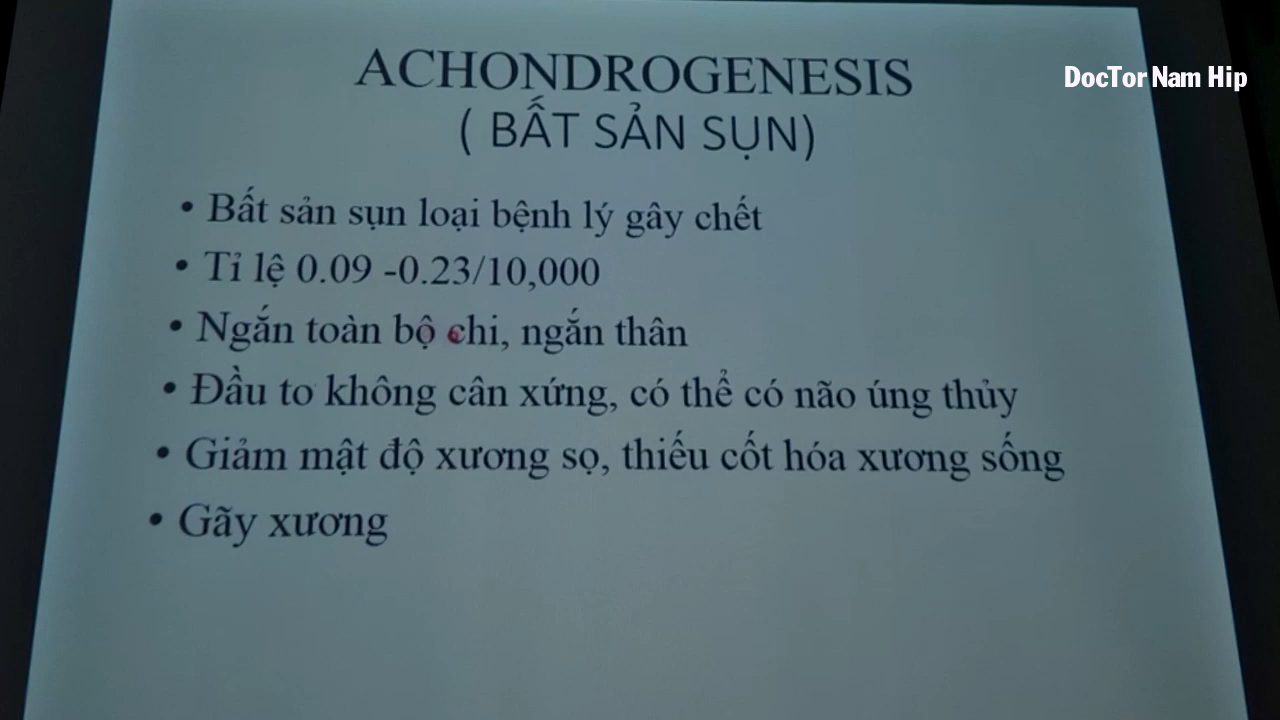 ACHONDROGENESIS
DocTor Nam Hip
( BẤT SẢN SỤN)
• Bất sản sụn loại bệnh lý gây chết
• Tỉ lệ 0.09 -0.23/10,000
• Ngắn toàn bộ chi, ngắn thân
• Đầu to không cân xứng, có thể có não úng thủy
• Giảm mật độ xương sọ, thiếu cốt hóa xương sống
• Gãy xương